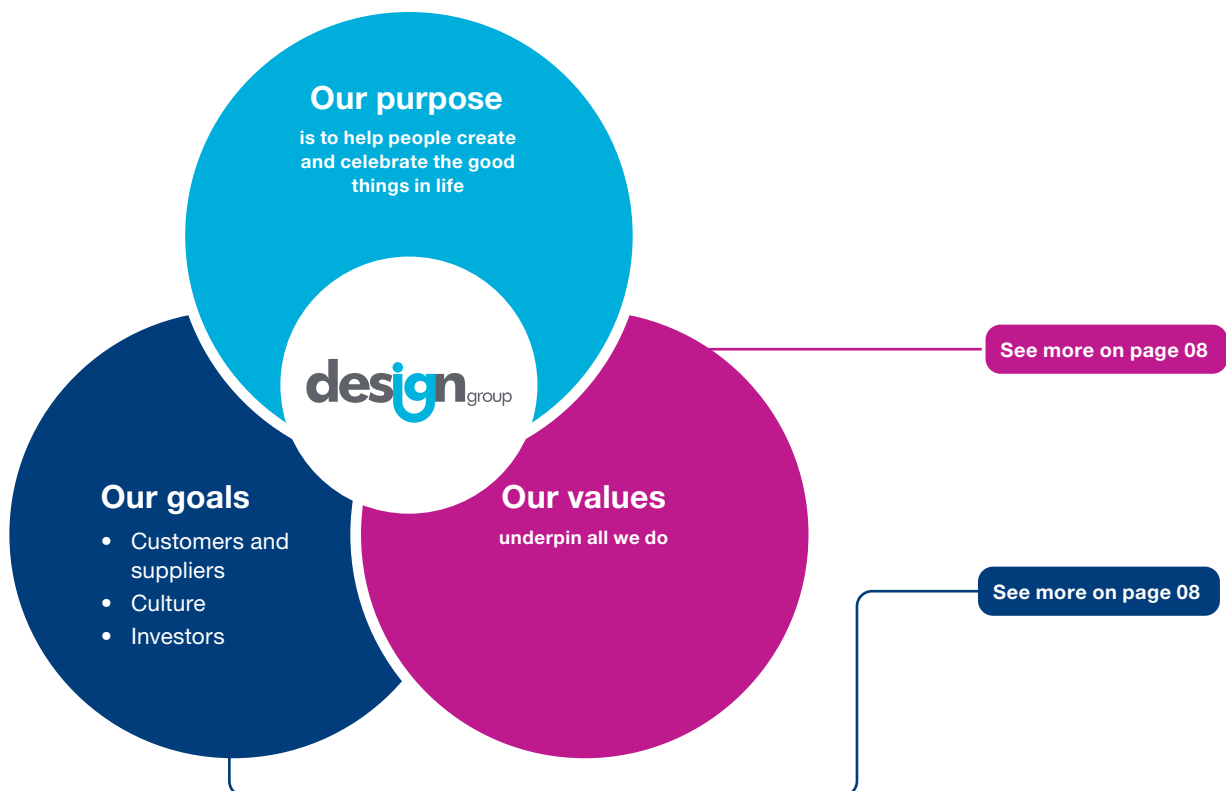 Our purpose
is to help people create
and celebrate the good
things in life
design group
See more on page 08
Our goals
• Customers and
suppliers
• Culture
• Investors
Our values
underpin all we do
See more on page 08